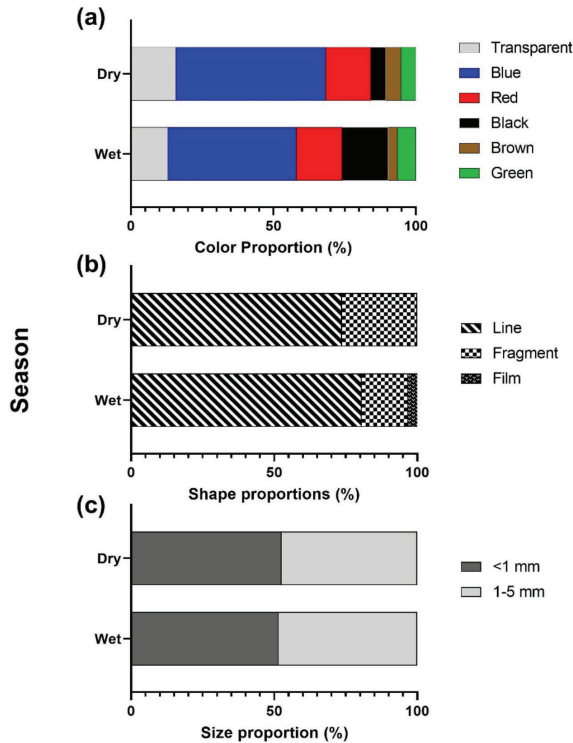 (a)
Dry
Wet
0 50 100
Color Proportion (%)
Transparent
Blue
Red
Black
Brown
Green
(b)
Dry
Wet
0 50 100
Shape proportions (%)
Line
Fragment
Film
Season
(c)
Dry
Wet
0 50 100
Size proportion (%)
<1 mm
1-5 mm